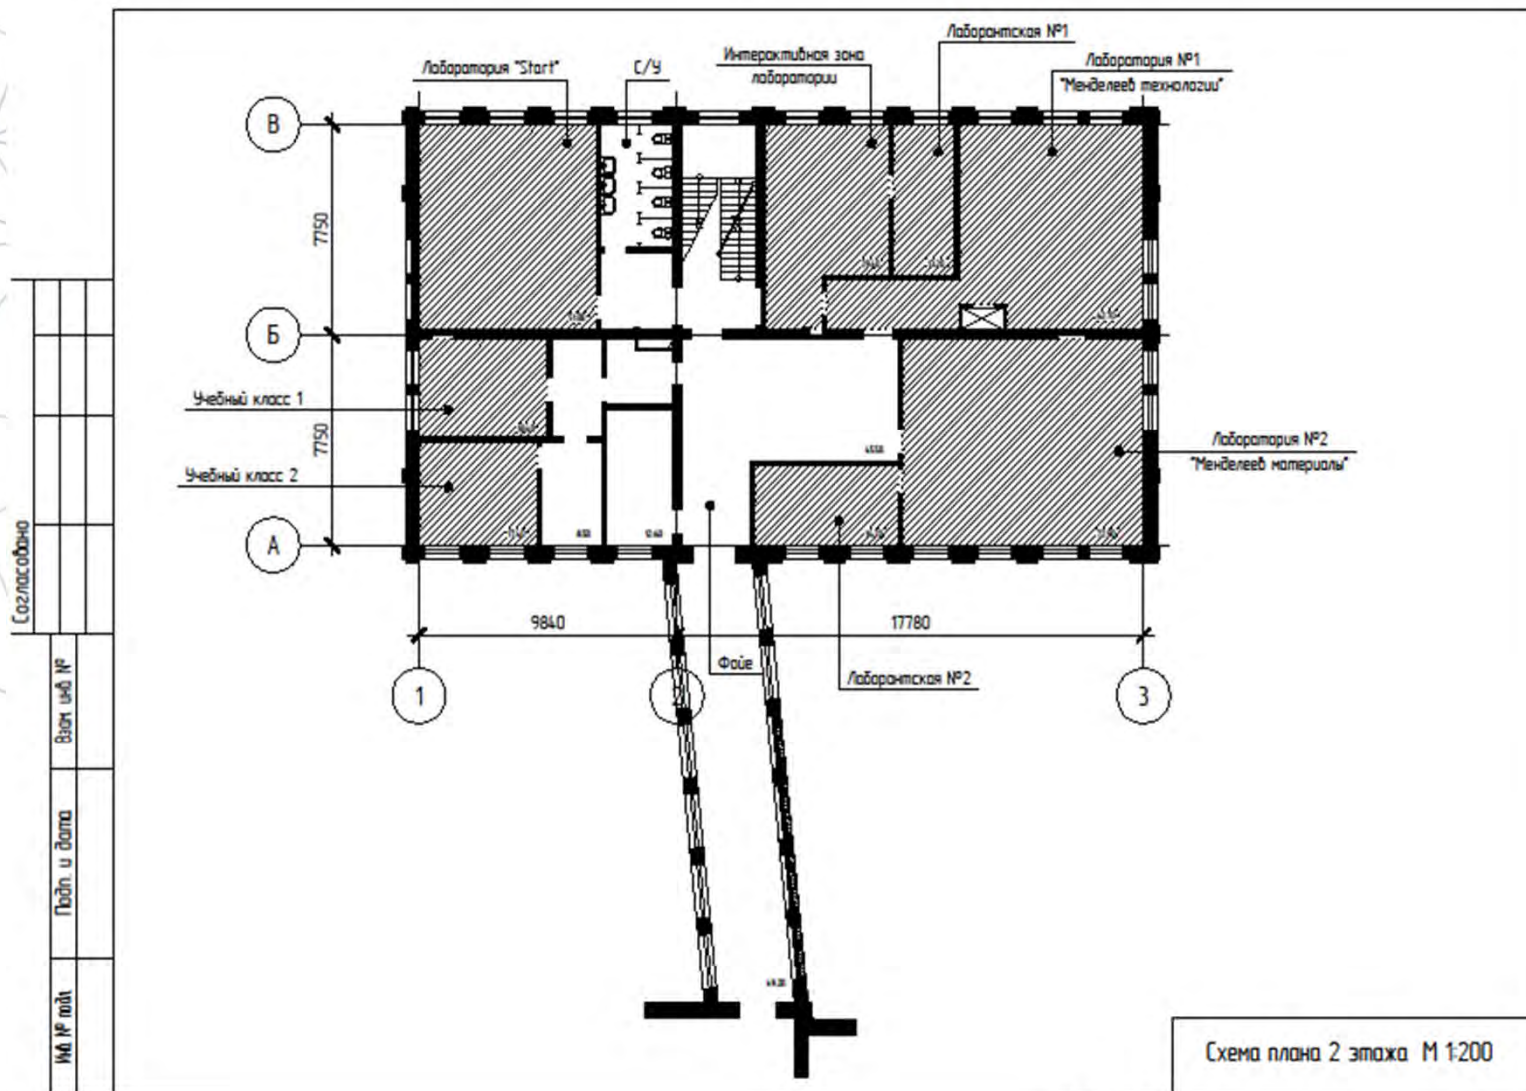 Лаборантская №1
Интерактивная зона
лаборатории
Лаборатория "Start"
С/У
Лаборатория №1
"Менделеев технологии"
В
7750
Б
Учебный класс 1
7750
Учебный класс 2
Лаборатория №2
"Менделеев материалы"
А
9840
17780
Фойе
Лаборантская №2
1
2
3
Согласовано
Взам инв №
Подп. и дата
Инв № подл
Схема плана 2 этажа М 1:200